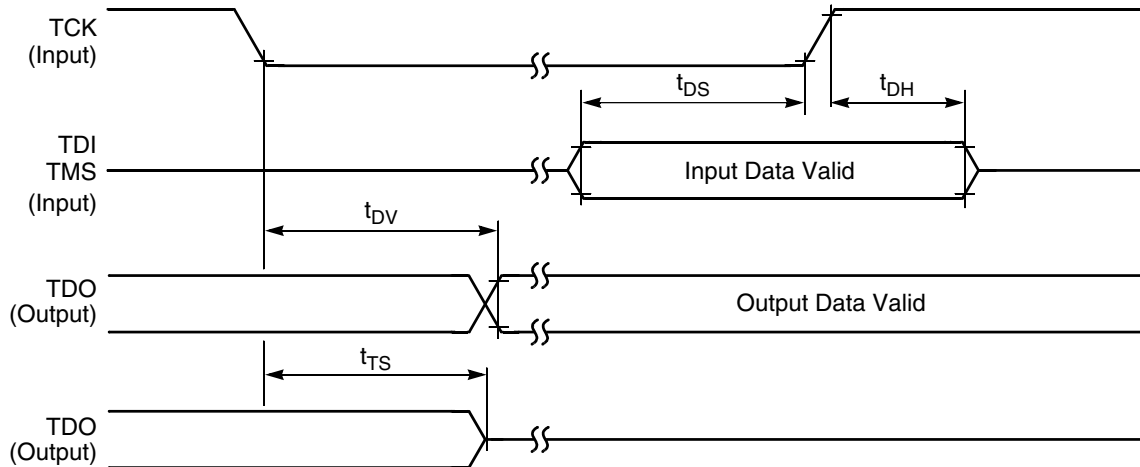 TCK
(Input)
tDS
tDH
TDI
TMS
(Input)
Input Data Valid
tDV
TDO
(Output)
Output Data Valid
tTS
TDO
(Output)